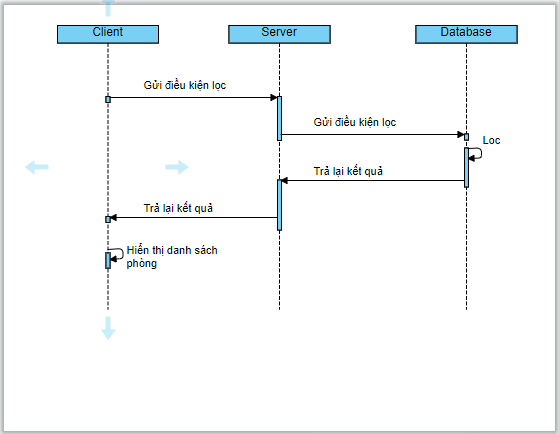 Client
Server
Database
Gửi điều kiện lọc
Gửi điều kiện lọc
Loc
Trả lại kết quả
Trả lại kết quả
Hiển thị danh sách
phòng